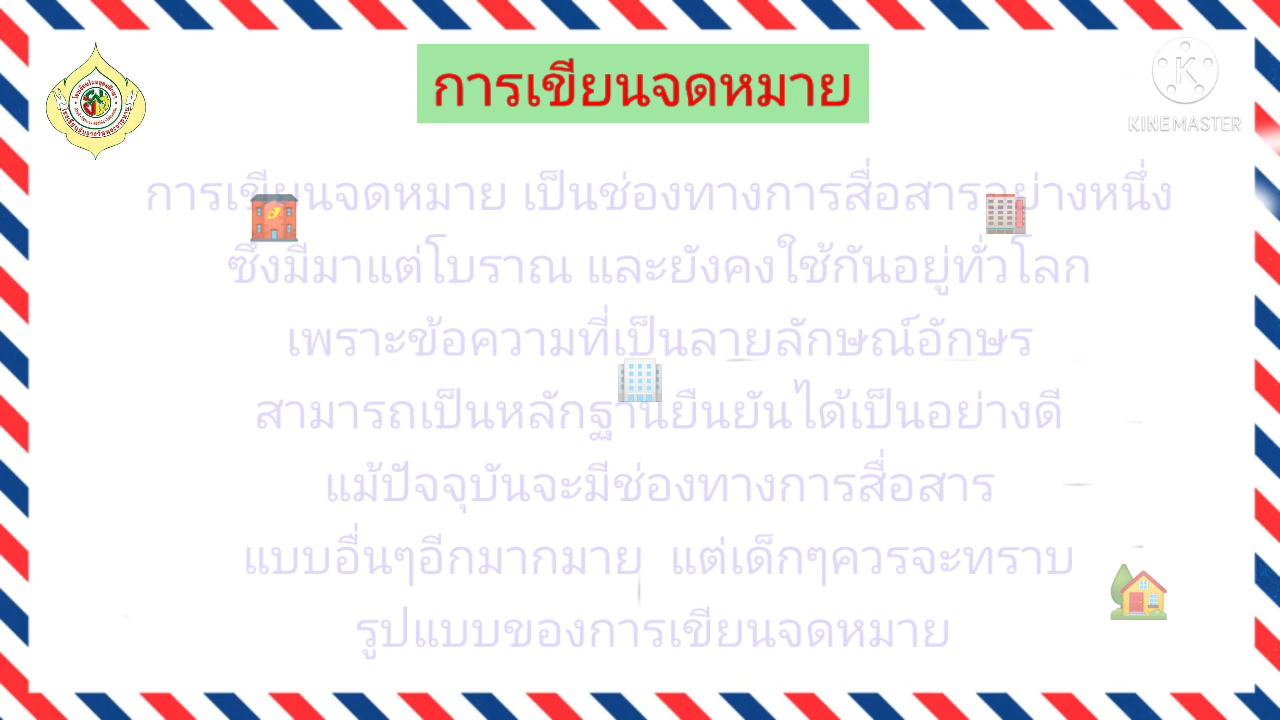 การเขียนจดหมาย
KINEMASTER
การเขียนจดหมาย เป็นช่องทางการสื่อสารอย่างหนึ่ง
ซึ่งมีมาแต่โบราณ และยังคงใช้กันอยู่ทั่วโลก
เพราะข้อความที่เป็นลายลักษณ์อักษร
สามารถเป็นหลักฐานยืนยันได้เป็นอย่างดี
แม้ปัจจุบันจะมีช่องทางการสื่อสาร
แบบอื่นๆอีกมากมาย แต่เด็กๆควรจะทราบ
รูปแบบของการเขียนจดหมาย